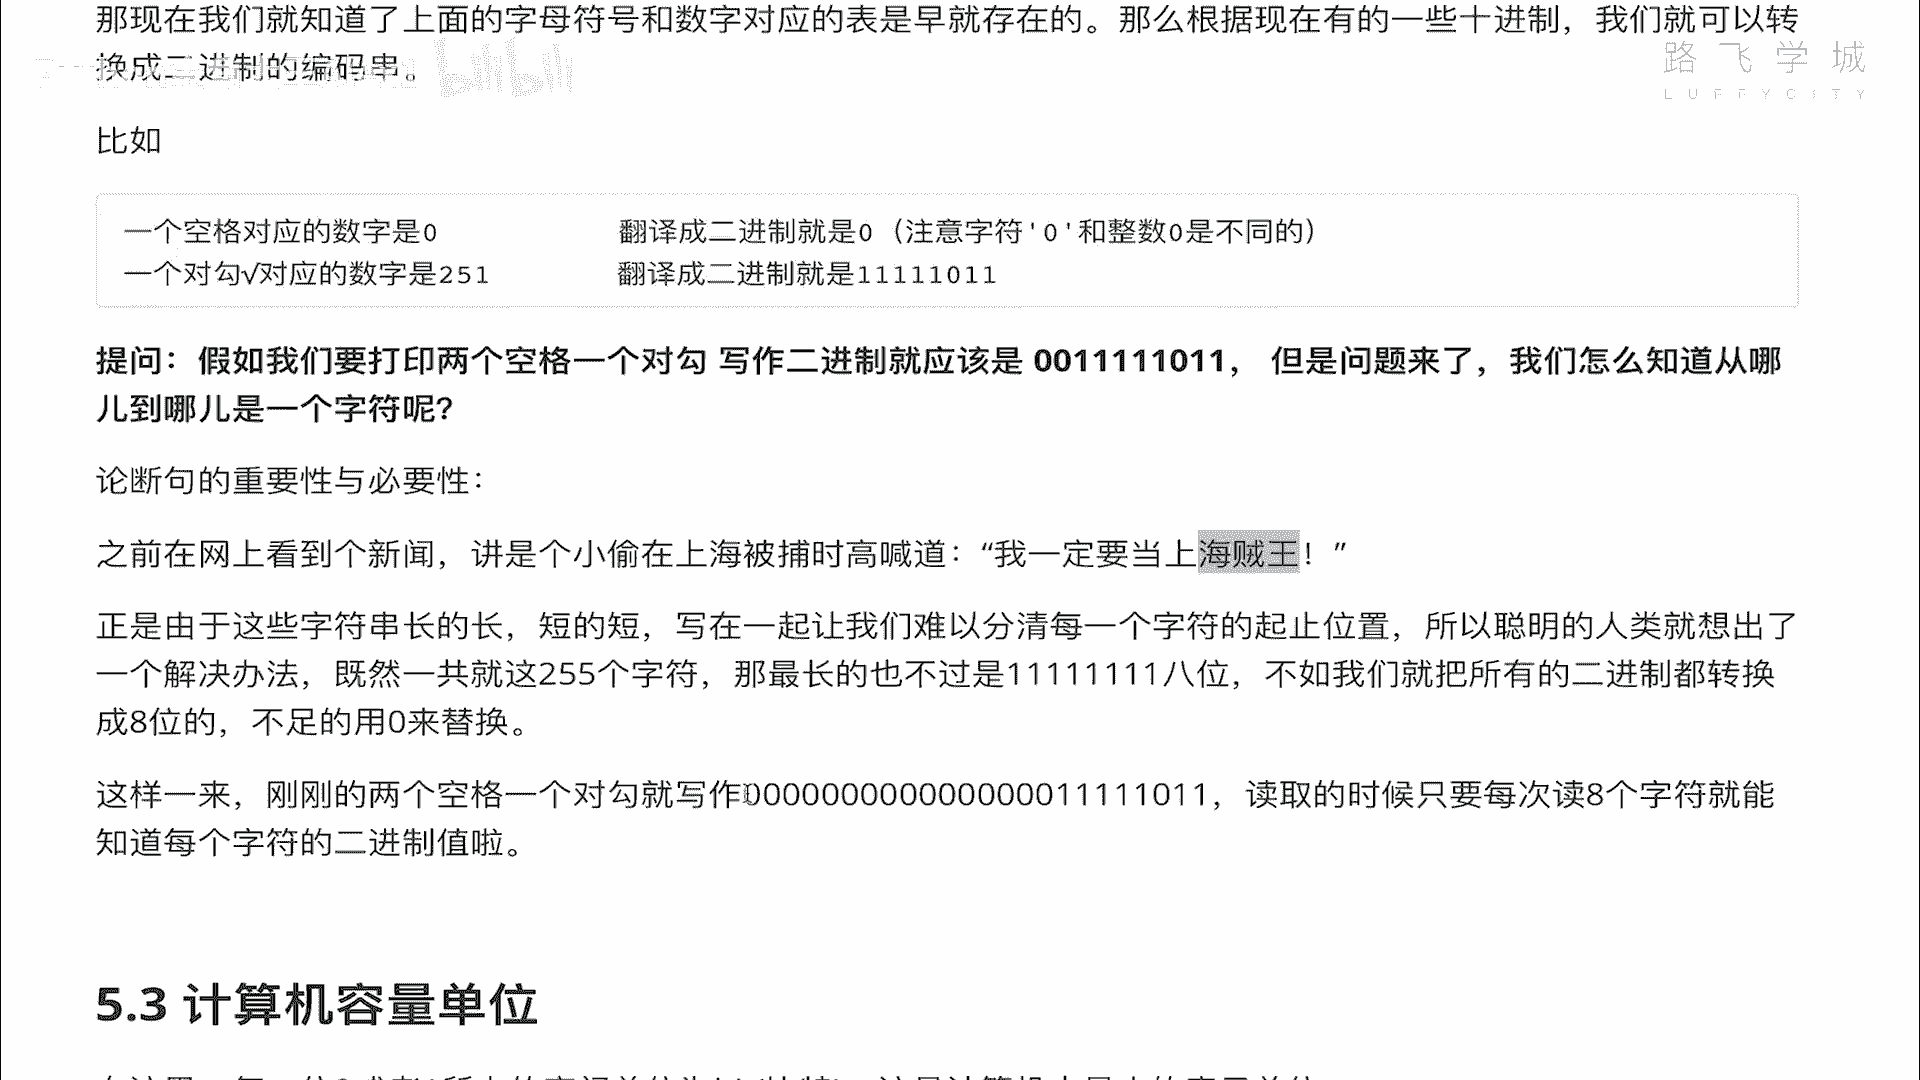 那现在我们就知道了上面的字母符号和数字对应的表是早就存在的。那么根据现在有的一些十进制，我们就可以转
换成二进制的编码串。
bilibili
路飞学城
LUFFYCITY
比如
一个空格对应的数字是0 翻译成二进制就是0（注意字符'0'和整数0是不同的）
一个对勾√对应的数字是251 翻译成二进制就是11111011
提问：假如我们要打印两个空格一个对勾 写作二进制就应该是 0011111011， 但是问题来了，我们怎么知道从哪
儿到哪儿是一个字符呢?
论断句的重要性与必要性：
之前在网上看到个新闻，讲是个小偷在上海被捕时高喊道：“我一定要当上海贼王！”
正是由于这些字符串长的长，短的短，写在一起让我们难以分清每一个字符的起止位置，所以聪明的人类就想出了
一个解决办法，既然一共就这255个字符，那最长的也不过是11111111八位，不如我们就把所有的二进制都转换
成8位的，不足的用0来替换。
这样一来，刚刚的两个空格一个对勾就写作000000000000000011111011，读取的时候只要每次读8个字符就能
知道每个字符的二进制值啦。
5.3 计算机容量单位